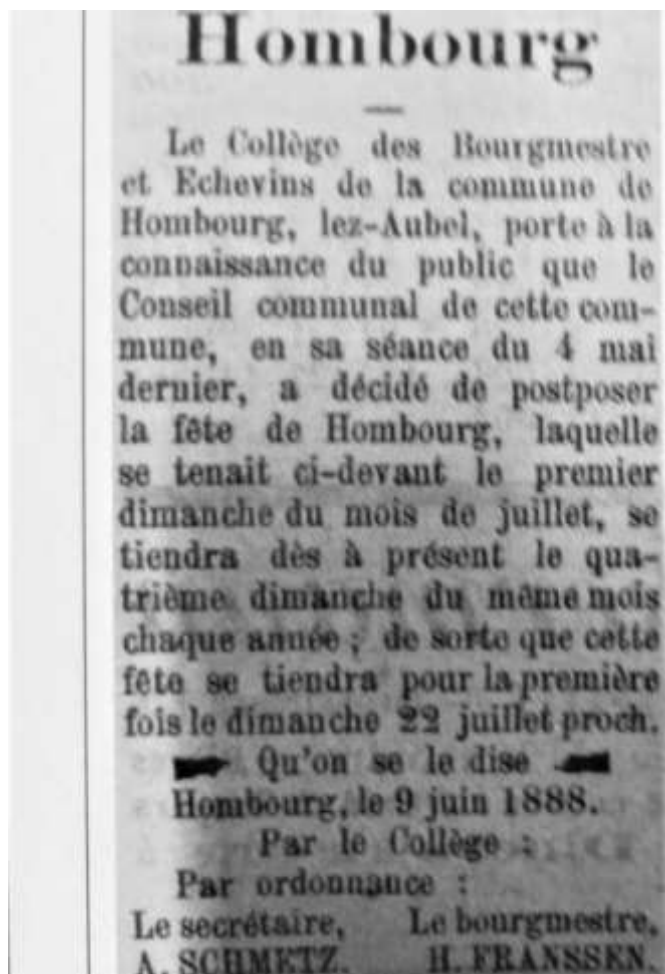 Hombourg
Le Collège des Bourgmestre
et Echevins de la commune de
Hombourg, lez-Aubel, porte à la
connaissance du public que le
Conseil communal de cette com-
mune, en sa séance du 4 mai
dernier, a décidé de postposer
la fête de Hombourg, laquelle
se tenait ci-devant le premier
dimanche du mois de juillet, se
tiendra dès à présent le qua-
trième dimanche du même mois
chaque année ; de sorte que cette
fête se tiendra pour la première
fois le dimanche 22 juillet proch.
Qu'on se le dise
Hombourg, le 9 juin 1888.
Par le Collège :
Par ordonnance :
Le secrétaire, Le bourgmestre,
A. SCHMETZ. H. FRANSSEN.